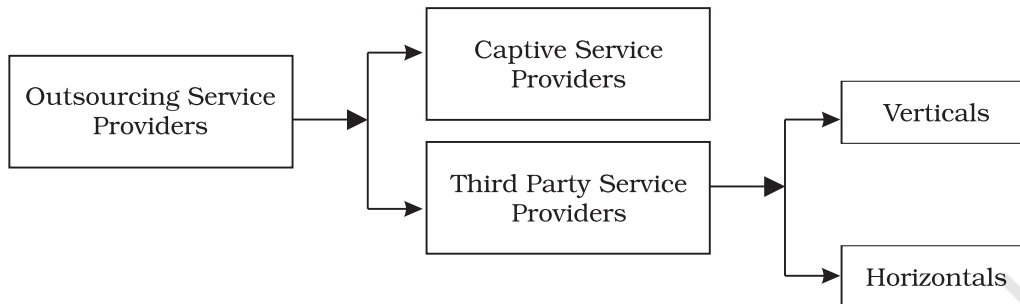 Outsourcing Service
Providers
Captive Service
Providers
Third Party Service
Providers
Verticals
Horizontals